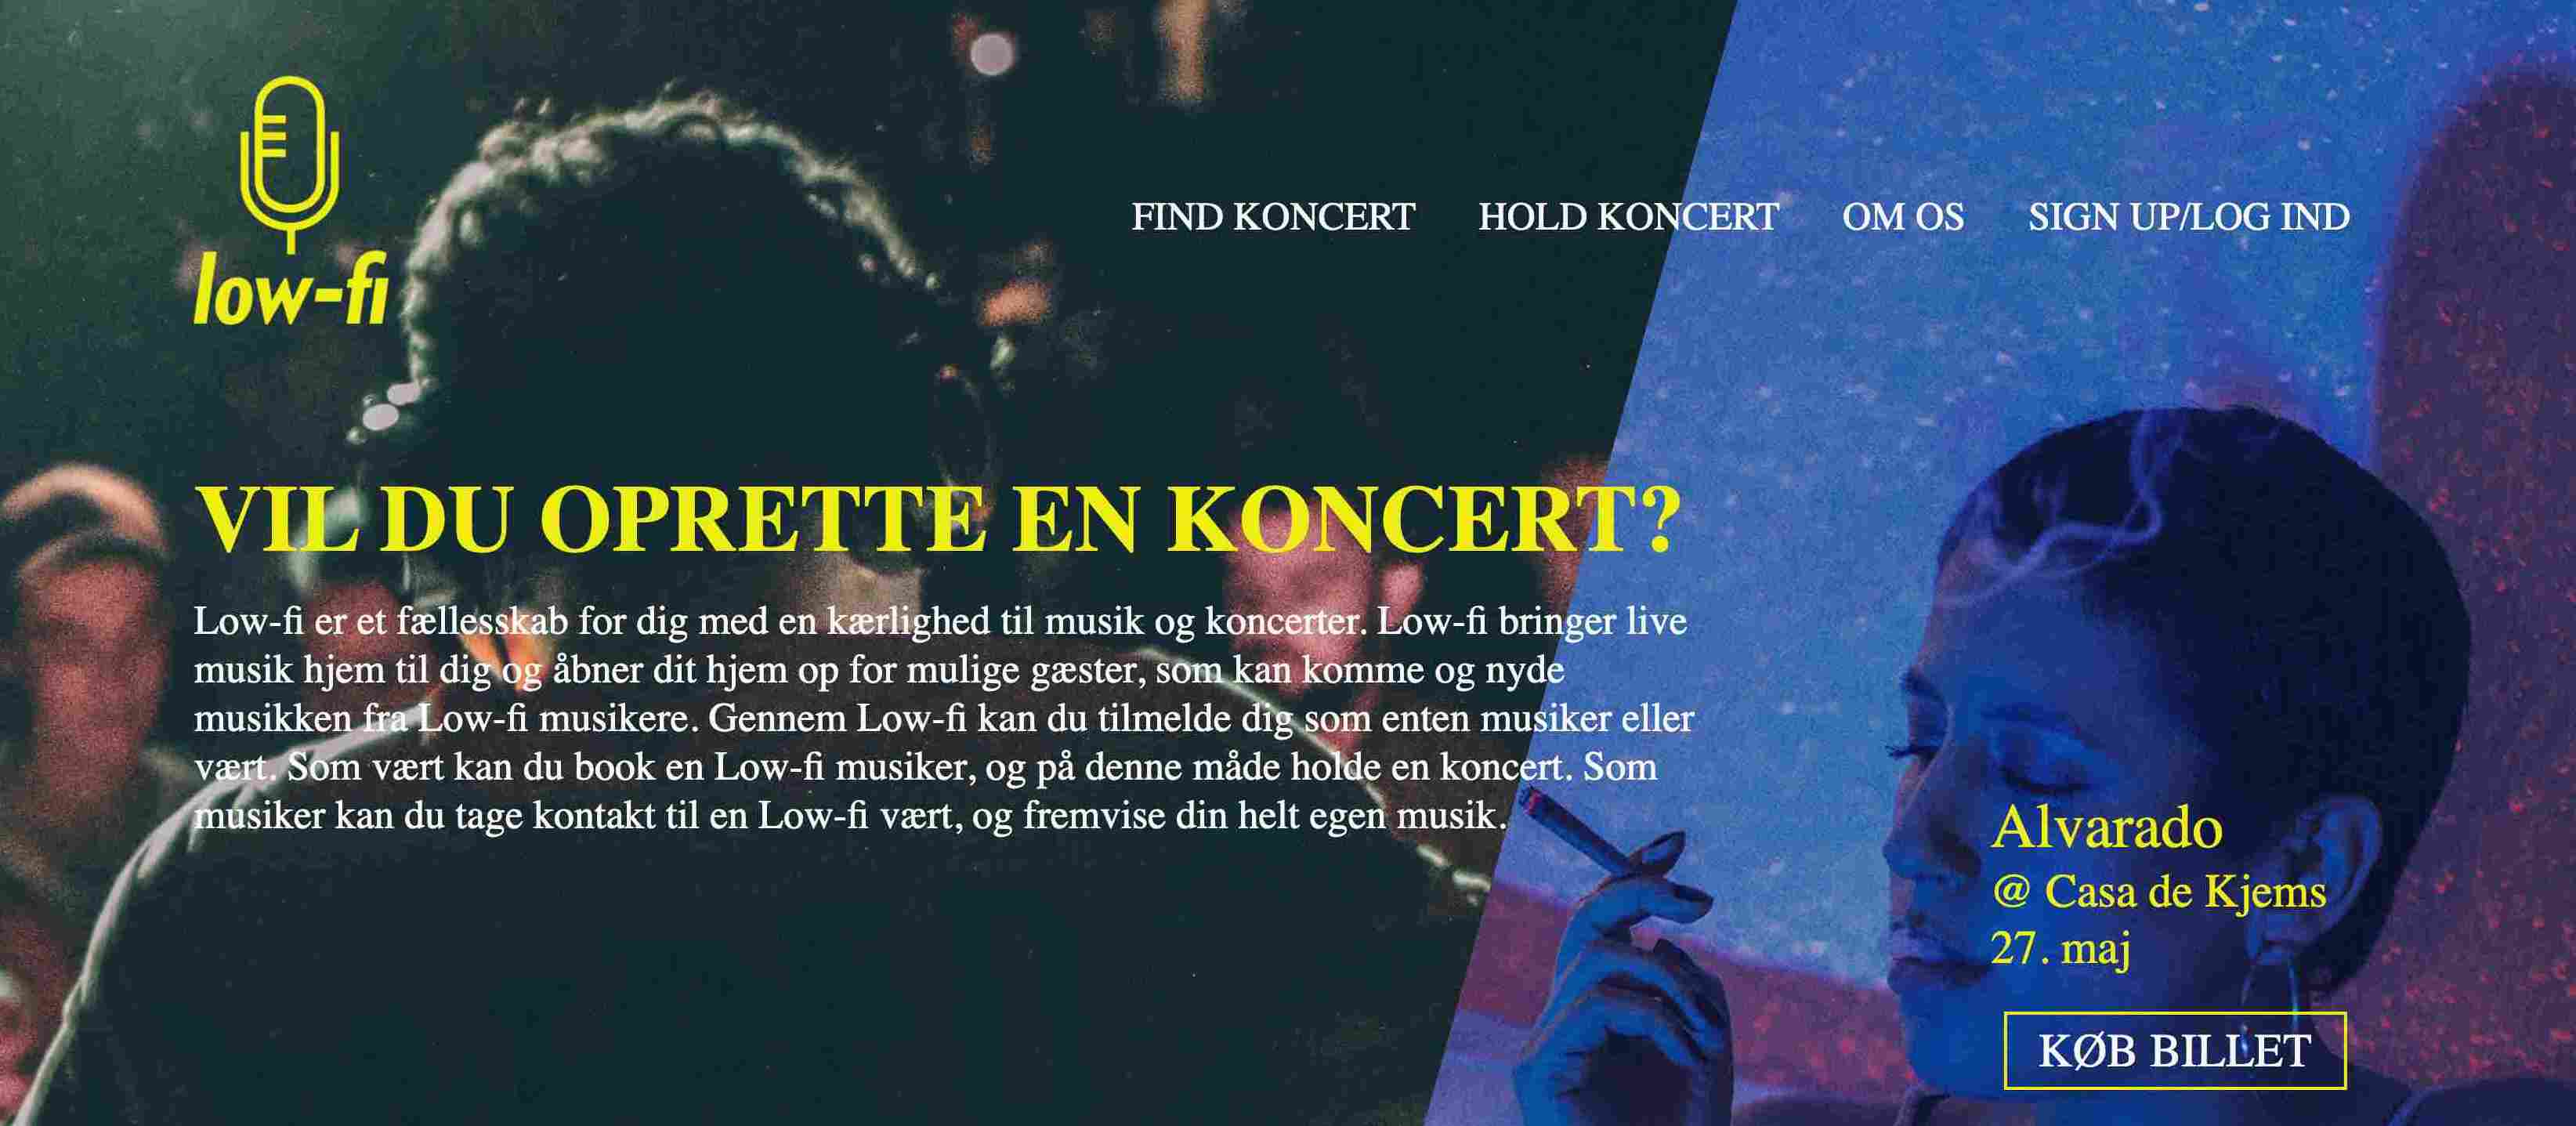 low-fi
FIND KONCERT
HOLD KONCERT
OM OS
SIGN UP/LOG IND
VIL DU OPRETTE EN KONCERT?
Low-fi er et fællesskab for dig med en kærlighed til musik og koncerter. Low-fi bringer live
musik hjem til dig og åbner dit hjem op for mulige gæster, som kan komme og nyde
musikken fra Low-fi musikere. Gennem Low-fi kan du tilmelde dig som enten musiker eller
vært. Som vært kan du book en Low-fi musiker, og på denne måde holde en koncert. Som
musiker kan du tage kontakt til en Low-fi vært, og fremvise din helt egen musik.
Alvarado
@ Casa de Kjems
27. maj
KØB BILLET